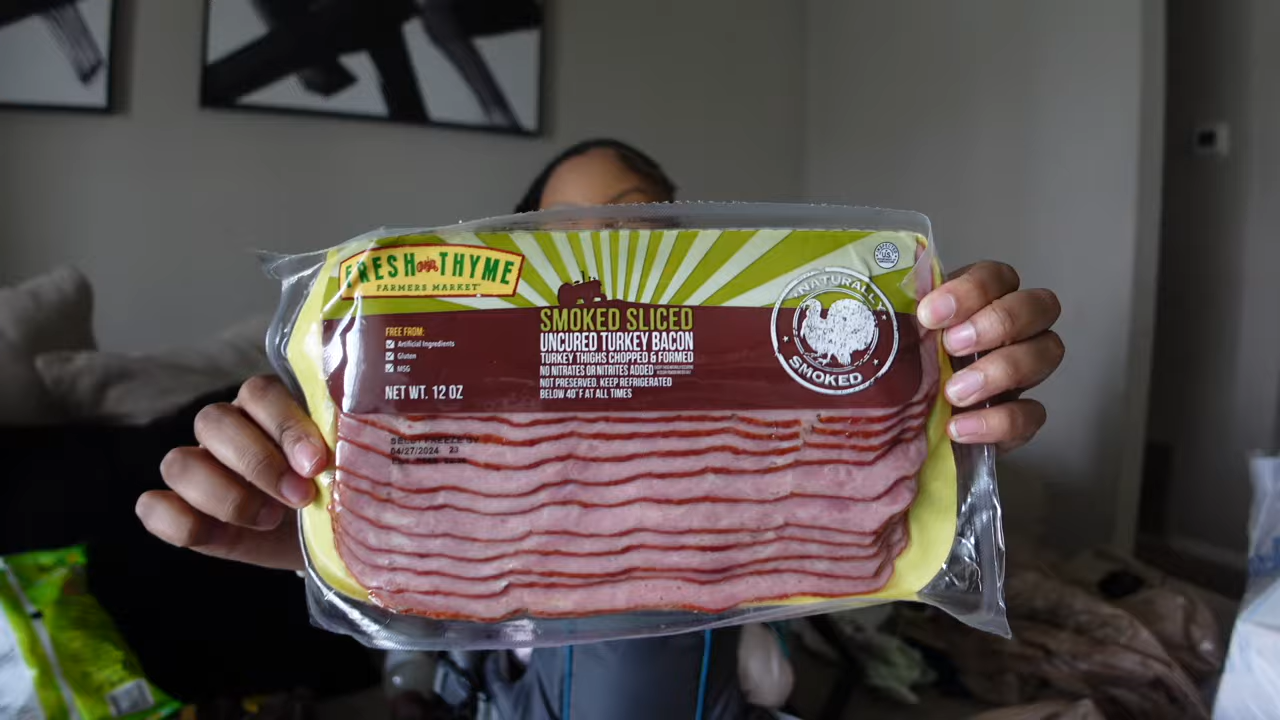 FRESH THYME
FARMERS MARKET
FREE FROM:
Artificial Ingredients
Gluten
MSG
NET WT. 12 OZ
SMOKED SLICED
UNCURED TURKEY BACON
TURKEY THIGHS CHOPPED & FORMED
NO NITRATES OR NITRITES ADDED
NOT PRESERVED. KEEP REFRIGERATED
BELOW 40°F AT ALL TIMES
NATURALLY
SMOKED
04/27/2024 23